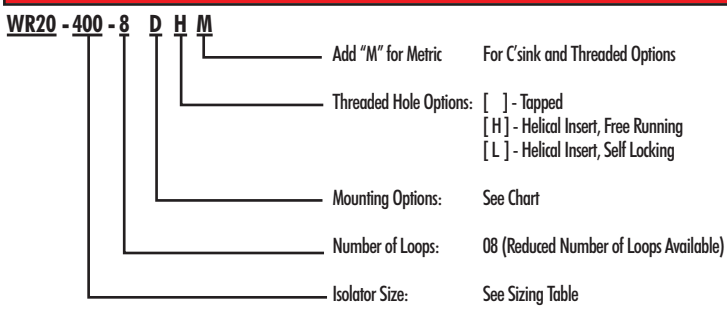 WR20 - 400 - 8 D H M
Add “M” for Metric For C’sink and Threaded Options
Threaded Hole Options: [ ] - Tapped
[ H ] - Helical Insert, Free Running
[ L ] - Helical Insert, Self Locking
Mounting Options: See Chart
Number of Loops: 08 (Reduced Number of Loops Available)
Isolator Size: See Sizing Table